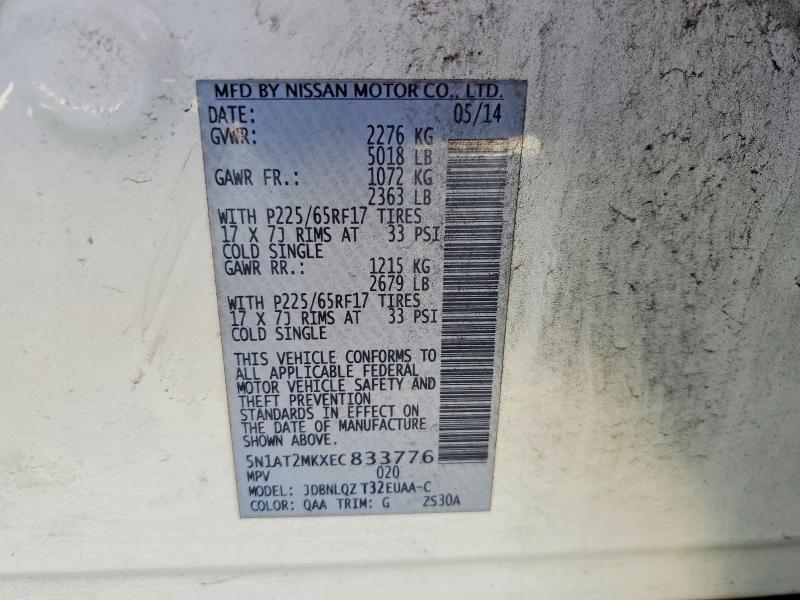 MFD BY NISSAN MOTOR CO., LTD.
DATE: 05/14
GVWR: 2276 KG
5018 LB
GAWR FR.: 1072 KG
2363 LB
WITH P225/65RF17 TIRES
17 X 7J RIMS AT 33 PSI
COLD SINGLE
GAWR RR.: 1215 KG
2679 LB
WITH P225/65RF17 TIRES
17 X 7J RIMS AT 33 PSI
COLD SINGLE
THIS VEHICLE CONFORMS TO
ALL APPLICABLE FEDERAL
MOTOR VEHICLE SAFETY AND
THEFT PREVENTION
STANDARDS IN EFFECT ON
THE DATE OF MANUFACTURE
SHOWN ABOVE.
5N1AT2MKXEC833776
MPV 020
MODEL: JDBNLQZ T32EUAA-C
COLOR: QAA TRIM: G ZS30A